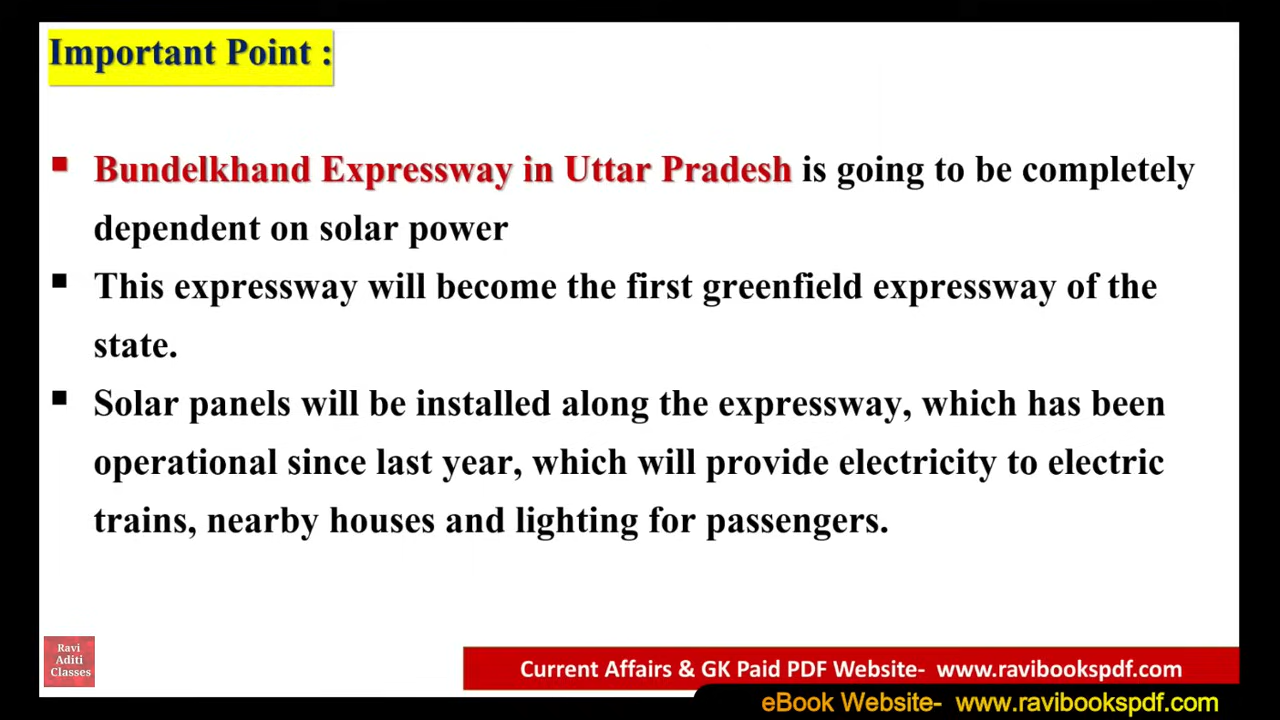 Important Point :
▪ Bundelkhand Expressway in Uttar Pradesh is going to be completely
dependent on solar power
▪ This expressway will become the first greenfield expressway of the
state.
▪ Solar panels will be installed along the expressway, which has been
operational since last year, which will provide electricity to electric
trains, nearby houses and lighting for passengers.
Ravi
Aditi
Classes
Current Affairs & GK Paid PDF Website- www.ravibookspdf.com
eBook Website- www.ravibookspdf.com